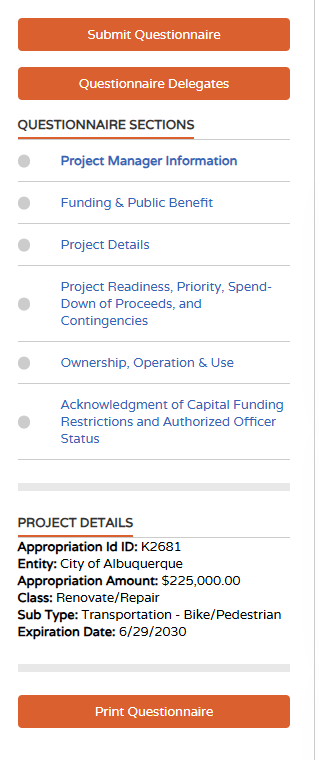 Submit Questionnaire
Questionnaire Delegates
QUESTIONNAIRE SECTIONS
Project Manager Information
Funding & Public Benefit
Project Details
Project Readiness, Priority, Spend-
Down of Proceeds, and
Contingencies
Ownership, Operation & Use
Acknowledgment of Capital Funding
Restrictions and Authorized Officer
Status
PROJECT DETAILS
Appropriation Id ID: K2681
Entity: City of Albuquerque
Appropriation Amount: $225,000.00
Class: Renovate/Repair
Sub Type: Transportation - Bike/Pedestrian
Expiration Date: 6/29/2030
Print Questionnaire